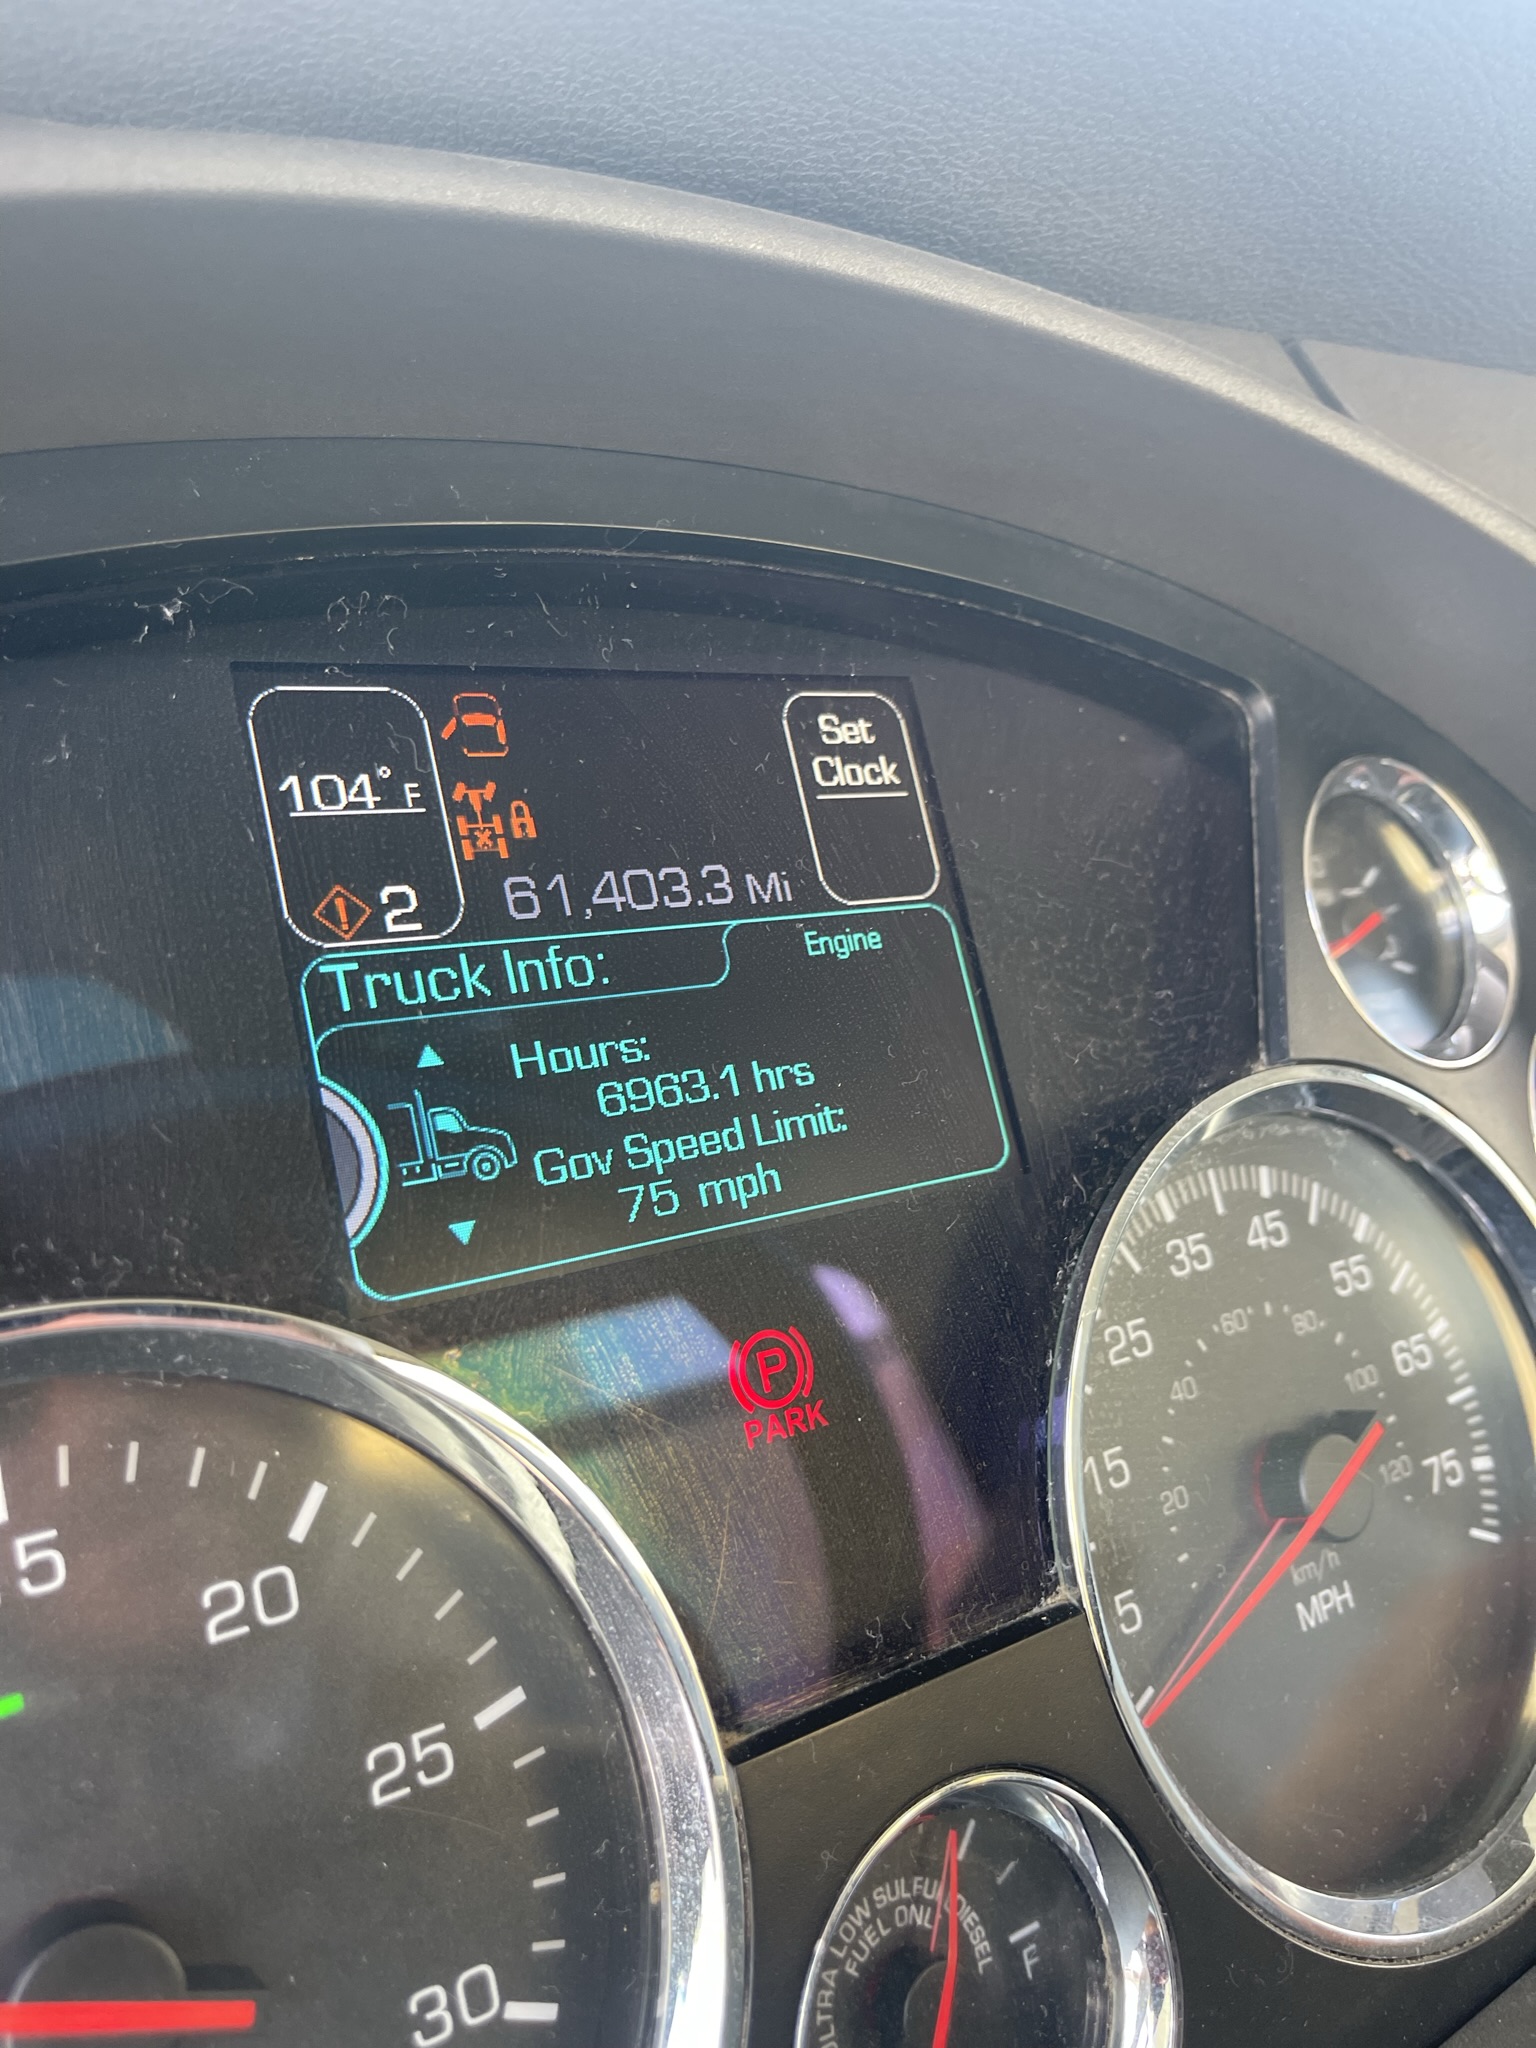 Set
Clock
104° F
2
61,403.3 Mi
Truck Info:
Engine
Hours:
6963.1 hrs
Gov Speed Limit:
75 mph
P
PARK
5
15
25
35
45
55
65
75
20
40
60
80
100
120
km/h
MPH
5
20
25
30
ULTRA LOW SULFUR DIESEL
FUEL ONLY
F